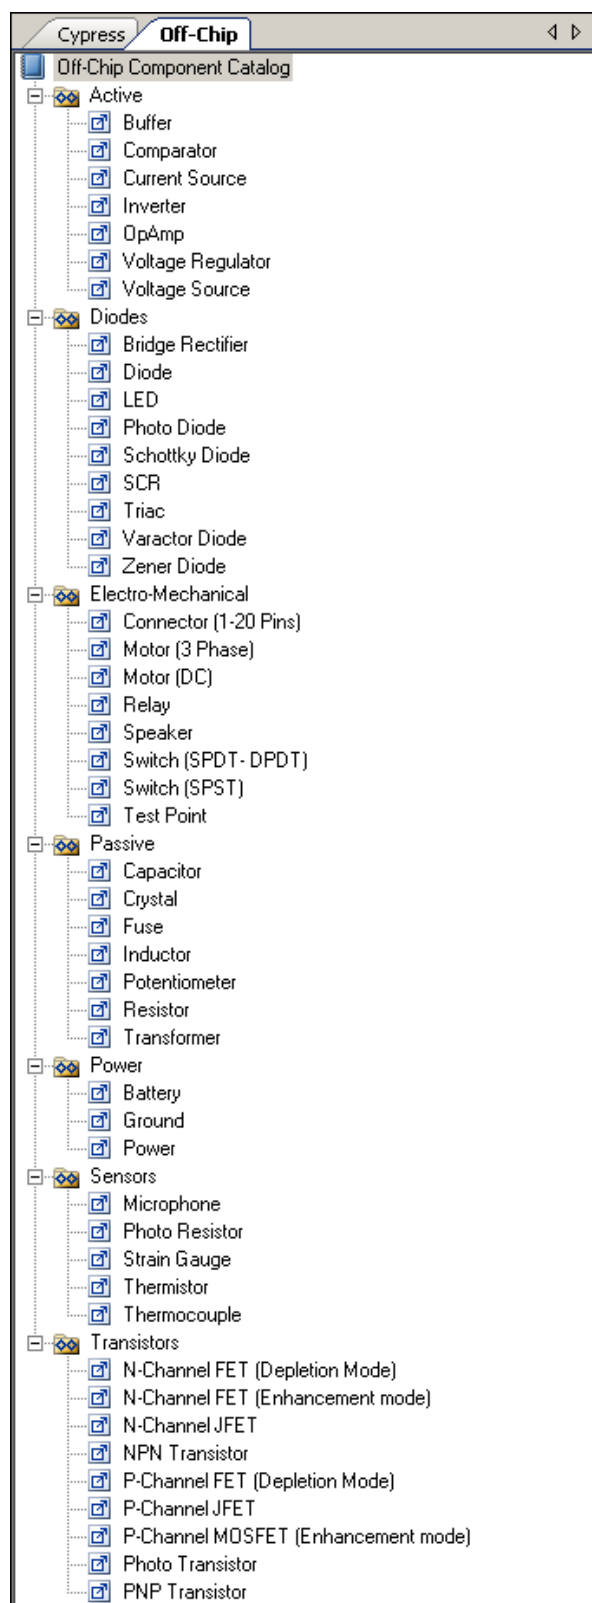 Cypress Off-Chip
Off-Chip Component Catalog
Active
Buffer
Comparator
Current Source
Inverter
OpAmp
Voltage Regulator
Voltage Source
Diodes
Bridge Rectifier
Diode
LED
Photo Diode
Schottky Diode
SCR
Triac
Varactor Diode
Zener Diode
Electro-Mechanical
Connector (1-20 Pins)
Motor (3 Phase)
Motor (DC)
Relay
Speaker
Switch (SPDT- DPDT)
Switch (SPST)
Test Point
Passive
Capacitor
Crystal
Fuse
Inductor
Potentiometer
Resistor
Transformer
Power
Battery
Ground
Power
Sensors
Microphone
Photo Resistor
Strain Gauge
Thermistor
Thermocouple
Transistors
N-Channel FET (Depletion Mode)
N-Channel FET (Enhancement mode)
N-Channel JFET
NPN Transistor
P-Channel FET (Depletion Mode)
P-Channel JFET
P-Channel MOSFET (Enhancement mode)
Photo Transistor
PNP Transistor